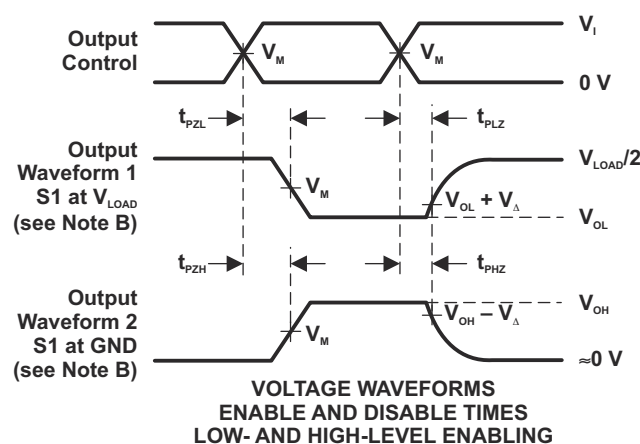 Output
Control
V_M
V_M
V_I
0 V
t_PZL
t_PLZ
Output
Waveform 1
S1 at V_LOAD
(see Note B)
V_M
V_OL + V_Δ
V_LOAD/2
V_OL
t_PZH
t_PHZ
Output
Waveform 2
S1 at GND
(see Note B)
V_M
V_OH – V_Δ
V_OH
≈0 V
VOLTAGE WAVEFORMS
ENABLE AND DISABLE TIMES
LOW- AND HIGH-LEVEL ENABLING